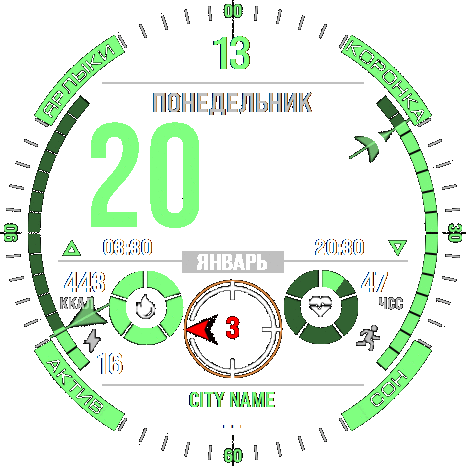 00
13
ЯРЛЫКИ
КОРОНКА
ПОНЕДЕЛЬНИК
20
90
30
03:30
20:30
ЯНВАРЬ
443
ККАЛ
47
ЧСС
3
16
АКТИВ
СОН
CITY NAME
60